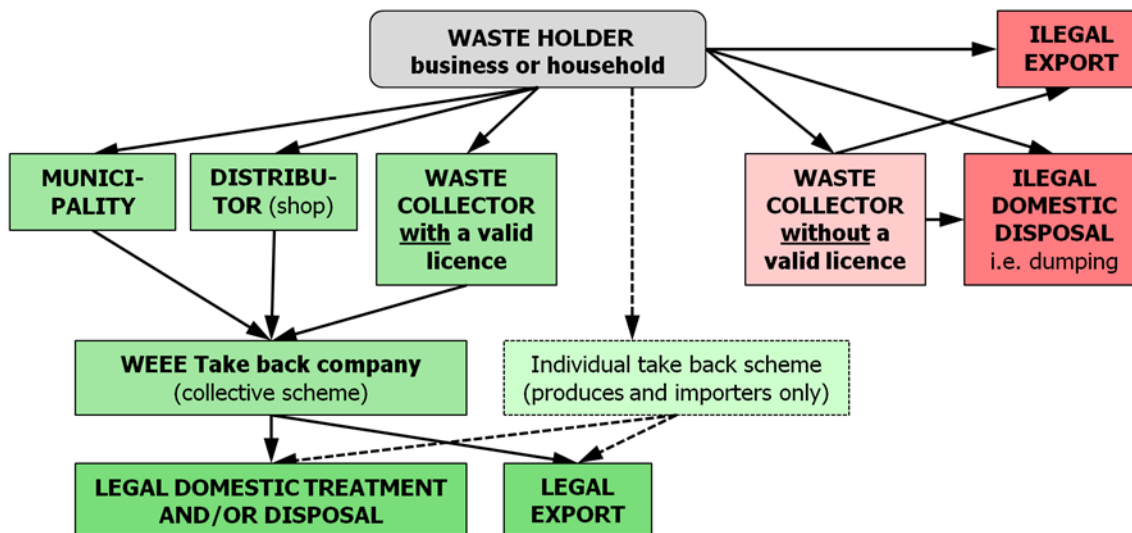 WASTE HOLDER
business or household
ILEGAL
EXPORT
MUNICI-
PALITY
DISTRIBU-
TOR (shop)
WASTE
COLLECTOR
with a valid
licence
WASTE
COLLECTOR
without a
valid licence
ILEGAL
DOMESTIC
DISPOSAL
i.e. dumping
WEEE Take back company
(collective scheme)
Individual take back scheme
(produces and importers only)
LEGAL DOMESTIC TREATMENT
AND/OR DISPOSAL
LEGAL
EXPORT